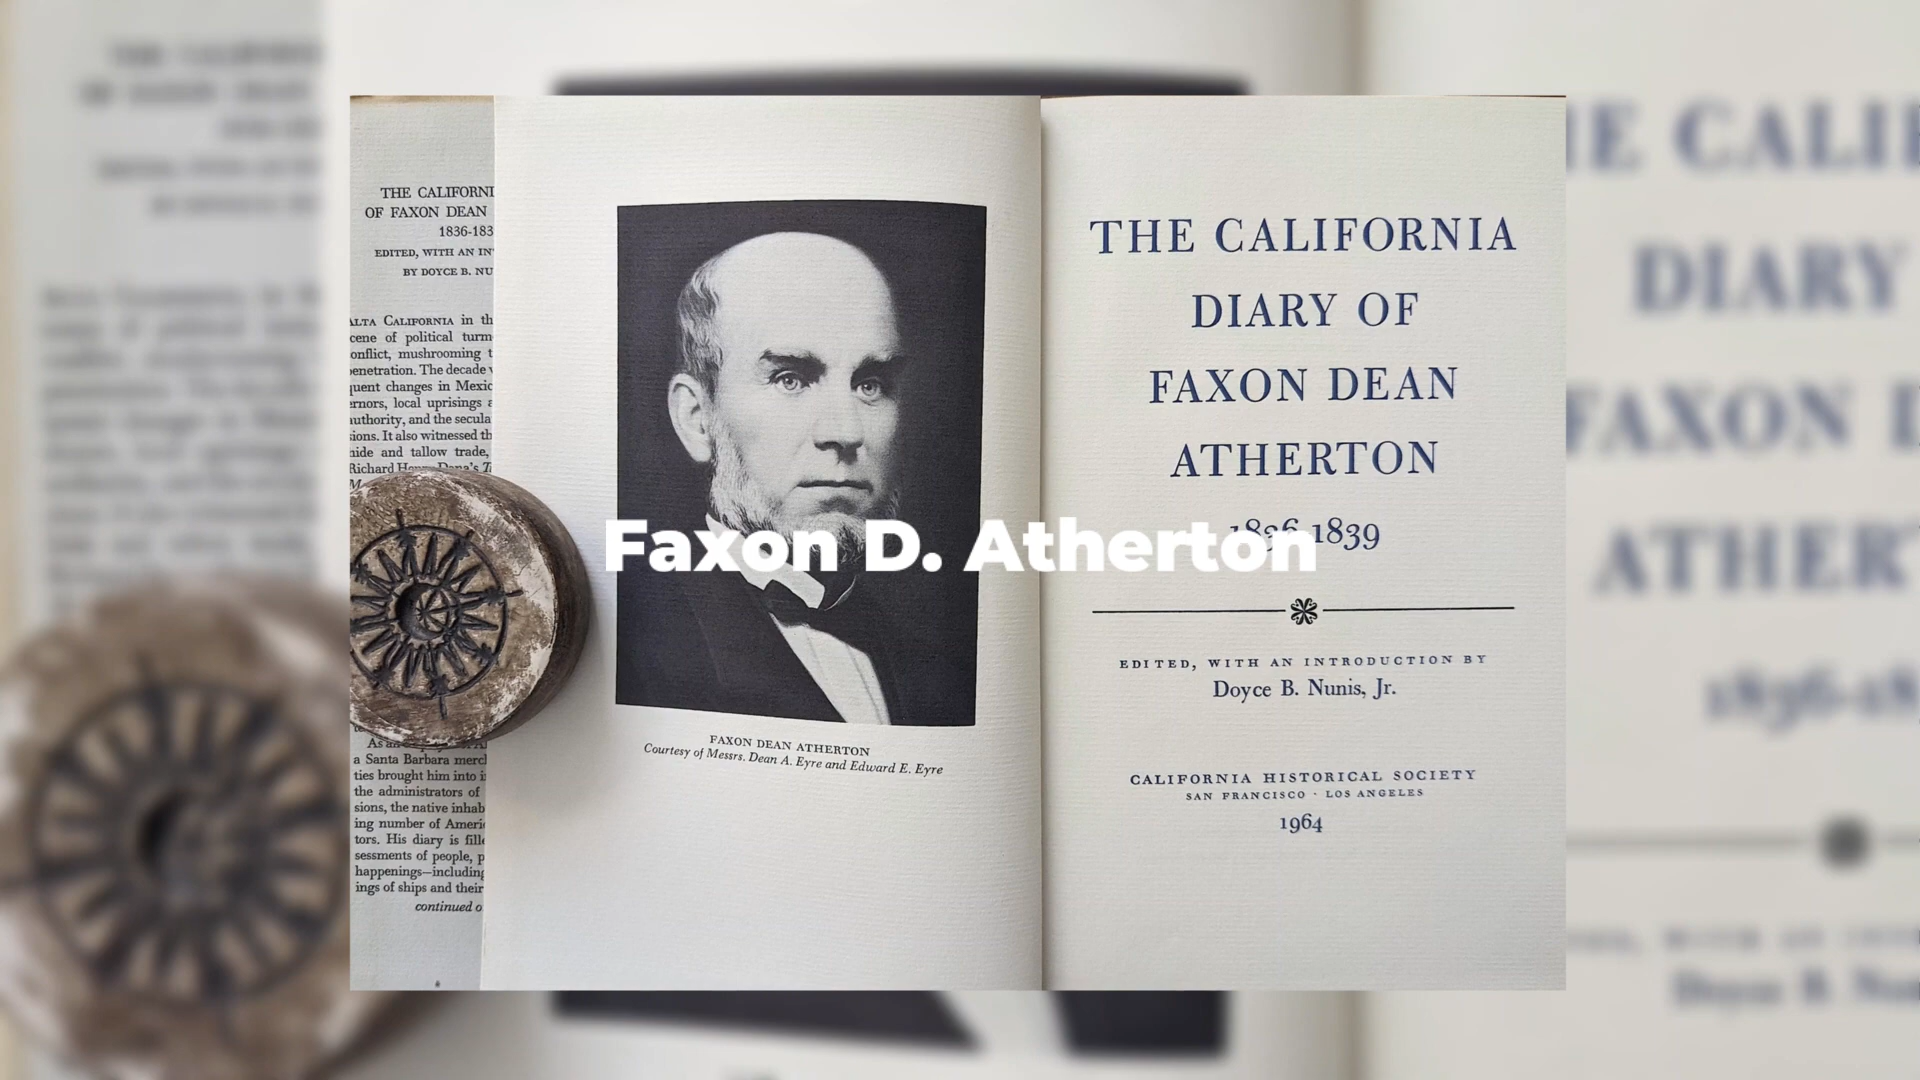 THE CALIFORNI
OF FAXON DEAN
1836-183
EDITED, WITH AN IN
BY DOYCE B. NU
ALTA CALIFORNIA in th
cene of political turm
onflict, mushrooming t
penetration. The decade
quent changes in Mexic
ernors, local uprisings a
authority, and the secula
sions. It also witnessed th
hide and tallow trade,
Richard Henry Dana's T
a Santa Barbara merch
ties brought him into i
the administrators of
sions, the native inhab
ing number of Americ
tors. His diary is fille
sessments of people, p
happenings—including
ings of ships and their
continued o
FAXON DEAN ATHERTON
Courtesy of Messrs. Dean A. Eyre and Edward E. Eyre
THE CALIFORNIA
DIARY OF
FAXON DEAN
ATHERTON
1836-1839
Faxon D. Atherton
EDITED, WITH AN INTRODUCTION BY
Doyce B. Nunis, Jr.
CALIFORNIA HISTORICAL SOCIETY
SAN FRANCISCO · LOS ANGELES
1964